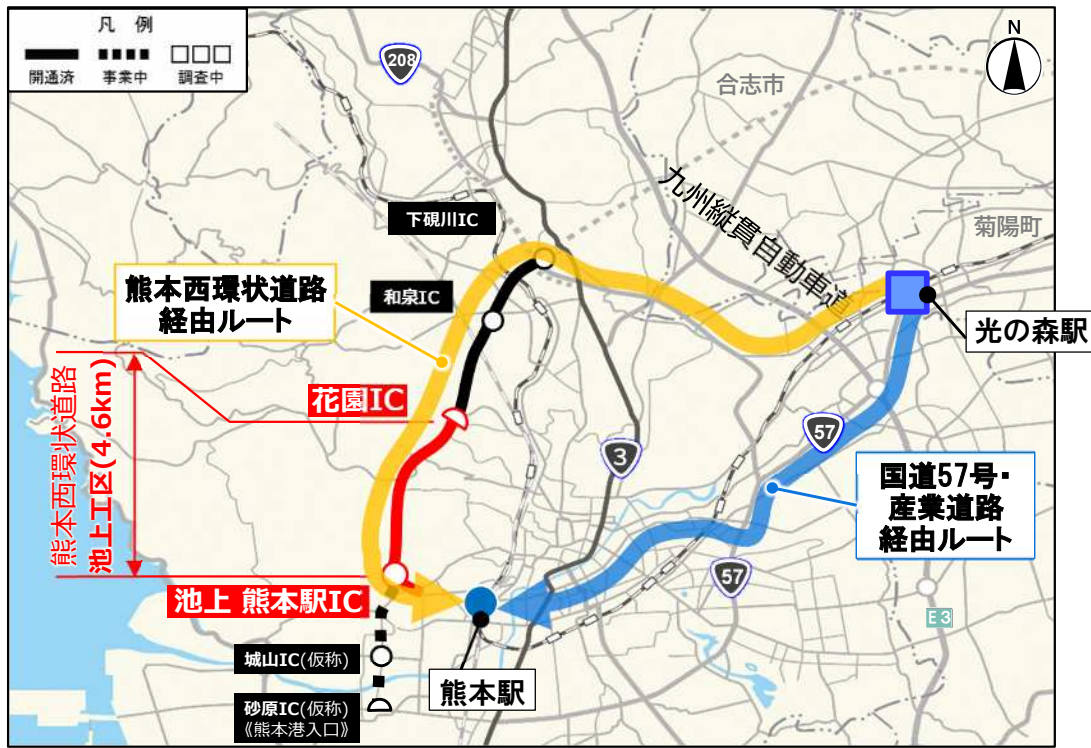 凡 例
開通済
事業中
調査中
N
208
合志市
九州縦貫自動車道
菊陽町
下硯川IC
熊本西環状道路
経由ルート
和泉IC
光の森駅
花園IC
熊本西環状道路
池上工区(4.6km)
3
57
国道57号・
産業道路
経由ルート
57
池上 熊本駅IC
E3
城山IC(仮称)
熊本駅
砂原IC(仮称)
《熊本港入口》